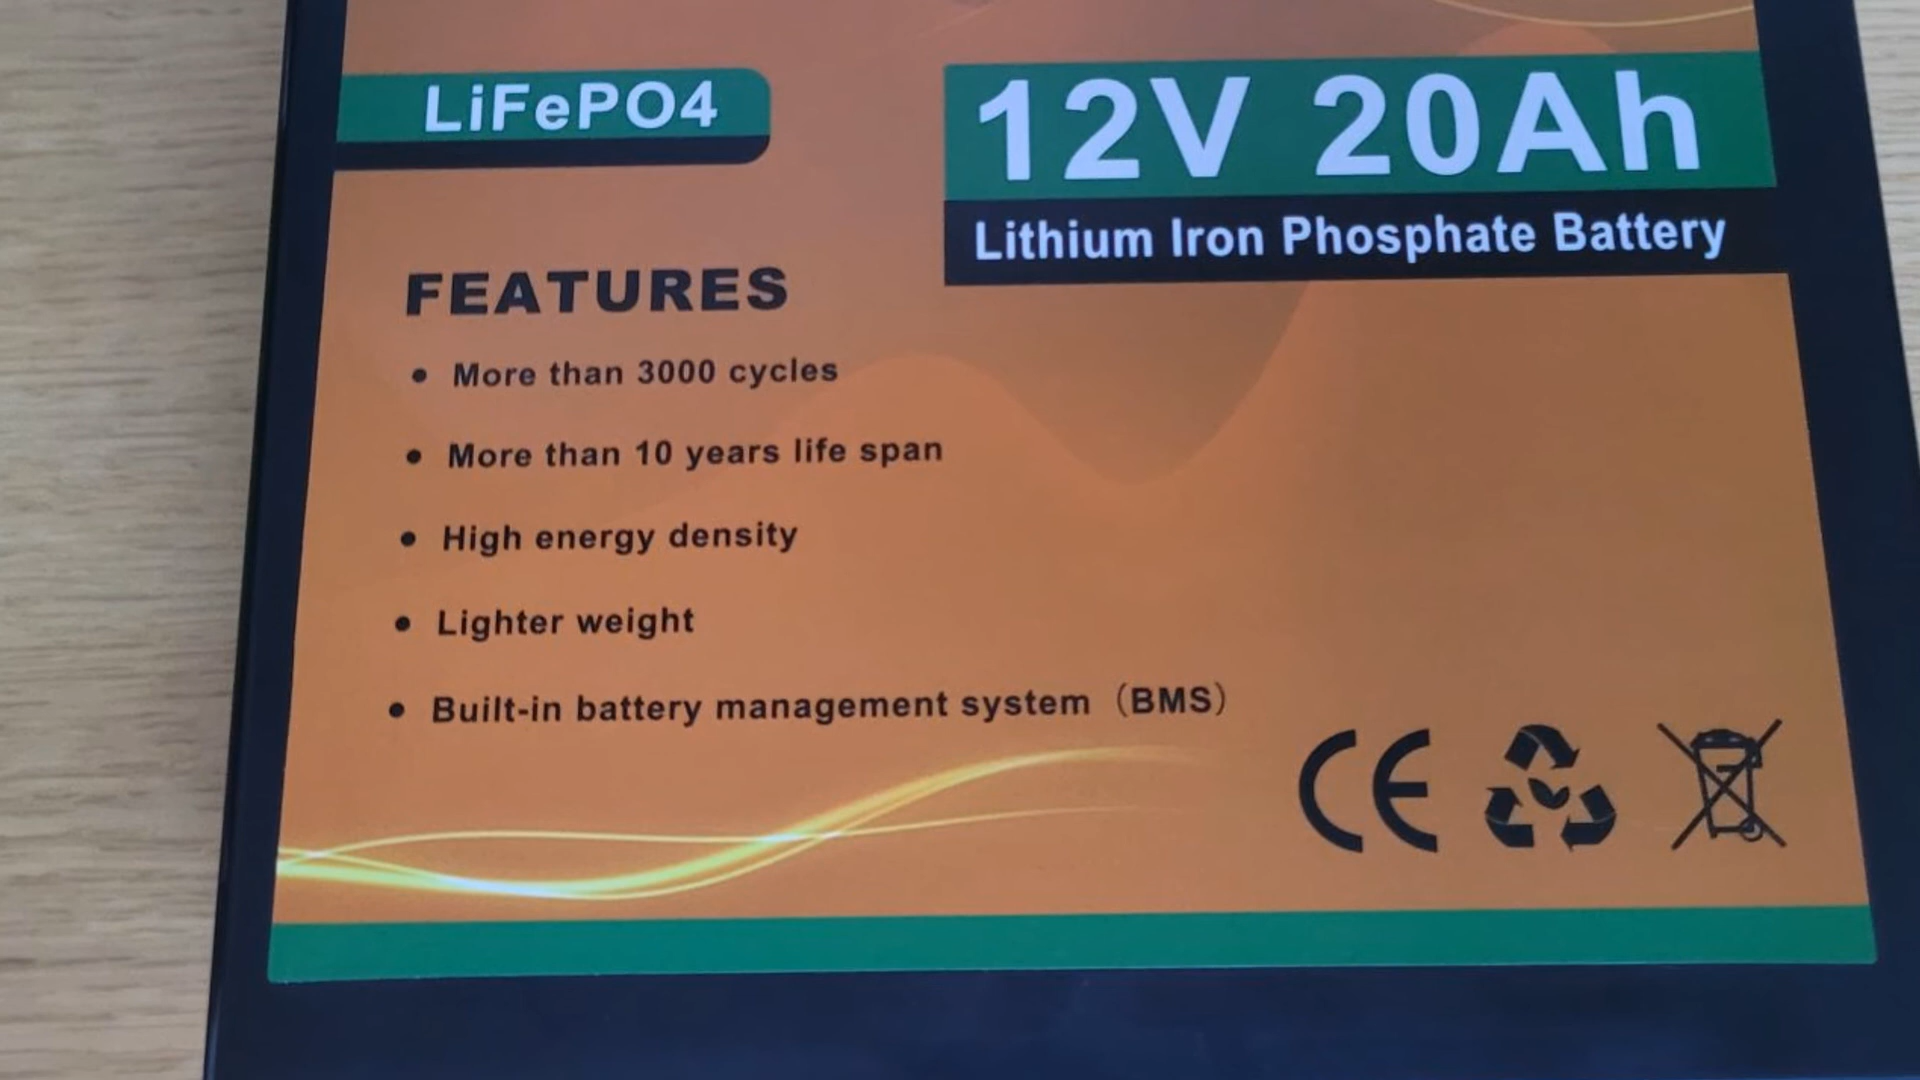 LiFePO4
12V 20Ah
Lithium Iron Phosphate Battery
FEATURES
• More than 3000 cycles
• More than 10 years life span
• High energy density
• Lighter weight
• Built-in battery management system（BMS）
CE